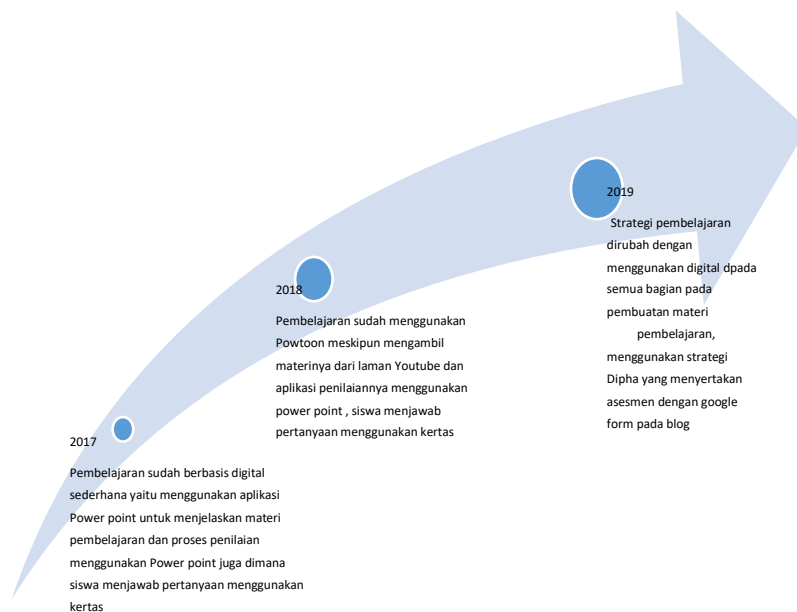 2017
Pembelajaran sudah berbasis digital
sederhana yaitu menggunakan aplikasi
Power point untuk menjelaskan materi
pembelajaran dan proses penilaian
menggunakan Power point juga dimana
siswa menjawab pertanyaan menggunakan
kertas
2018
Pembelajaran sudah menggunakan
Powtoon meskipun mengambil
materinya dari laman Youtube dan
aplikasi penilaiannya menggunakan
power point , siswa menjawab
pertanyaan menggunakan kertas
2019
Strategi pembelajaran
dirubah dengan
menggunakan digital dpada
semua bagian pada
pembuatan materi
pembelajaran,
menggunakan strategi
Dipha yang menyertakan
asesmen dengan google
form pada blog